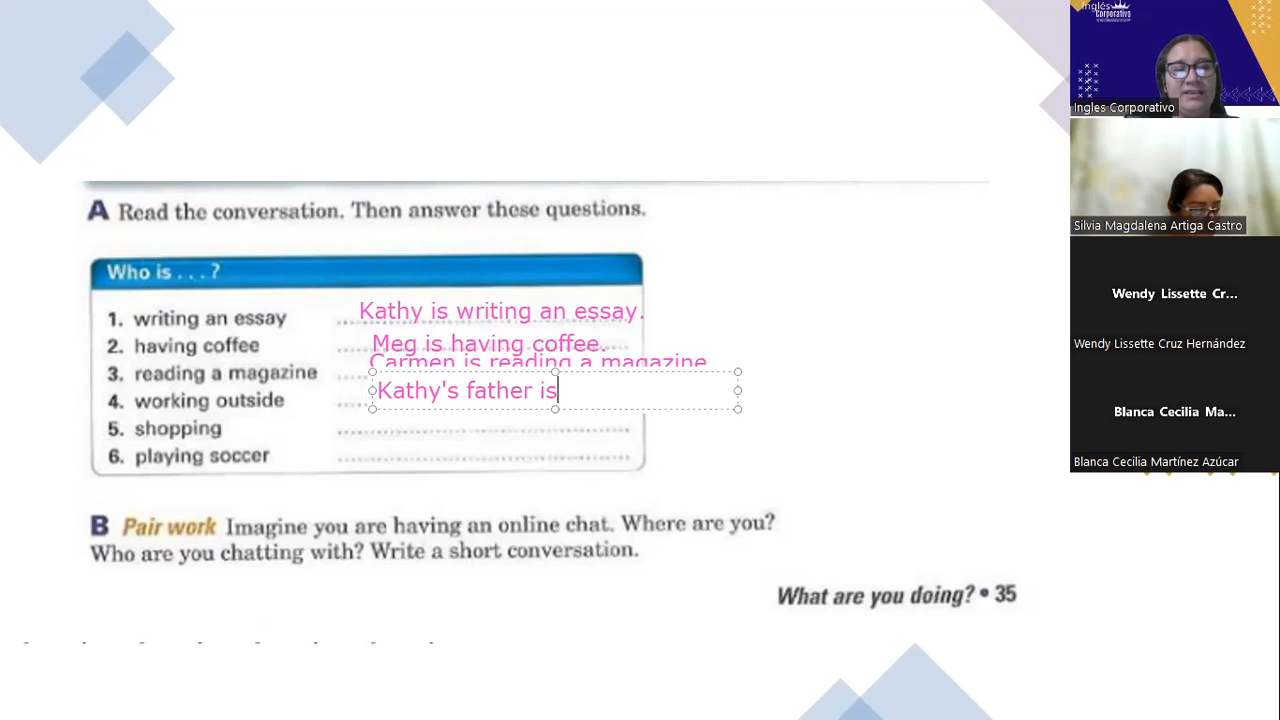 A Read the conversation. Then answer these questions.
Who is . . . ?
1. writing an essay Kathy is writing an essay.
2. having coffee Meg is having coffee.
3. reading a magazine Carmen is reading a magazine
4. working outside Kathy's father is
5. shopping
6. playing soccer
B Pair work Imagine you are having an online chat. Where are you?
Who are you chatting with? Write a short conversation.
What are you doing? • 35
Inglés
Corporativo
Ingles Corporativo
Silvia Magdalena Artiga Castro
Wendy Lissette Cr...
Wendy Lissette Cruz Hernández
Blanca Cecilia Ma...
Blanca Cecilia Martínez Azúcar